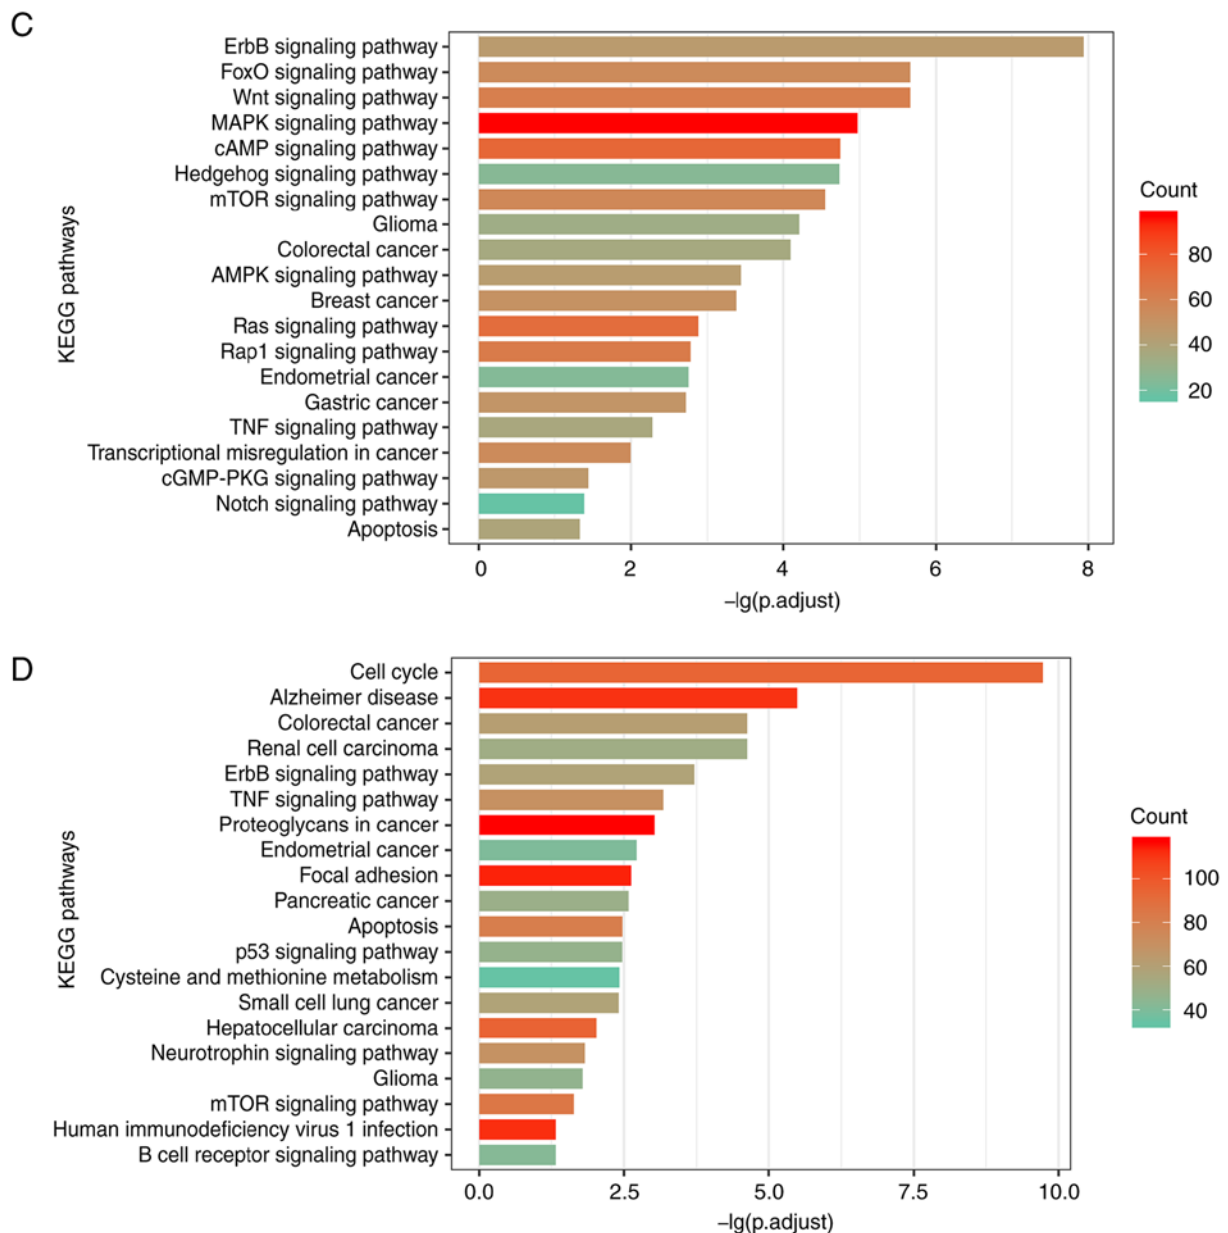 C
ErbB signaling pathway
FoxO signaling pathway
Wnt signaling pathway
MAPK signaling pathway
cAMP signaling pathway
Hedgehog signaling pathway
mTOR signaling pathway
Glioma
Colorectal cancer
AMPK signaling pathway
Breast cancer
Ras signaling pathway
Rap1 signaling pathway
Endometrial cancer
Gastric cancer
TNF signaling pathway
Transcriptional misregulation in cancer
cGMP-PKG signaling pathway
Notch signaling pathway
Apoptosis
KEGG pathways
0 2 4 6 8
–lg(p.adjust)
Count
80
60
40
20
D
Cell cycle
Alzheimer disease
Colorectal cancer
Renal cell carcinoma
ErbB signaling pathway
TNF signaling pathway
Proteoglycans in cancer
Endometrial cancer
Focal adhesion
Pancreatic cancer
Apoptosis
p53 signaling pathway
Cysteine and methionine metabolism
Small cell lung cancer
Hepatocellular carcinoma
Neurotrophin signaling pathway
Glioma
mTOR signaling pathway
Human immunodeficiency virus 1 infection
B cell receptor signaling pathway
KEGG pathways
0.0 2.5 5.0 7.5 10.0
–lg(p.adjust)
Count
100
80
60
40